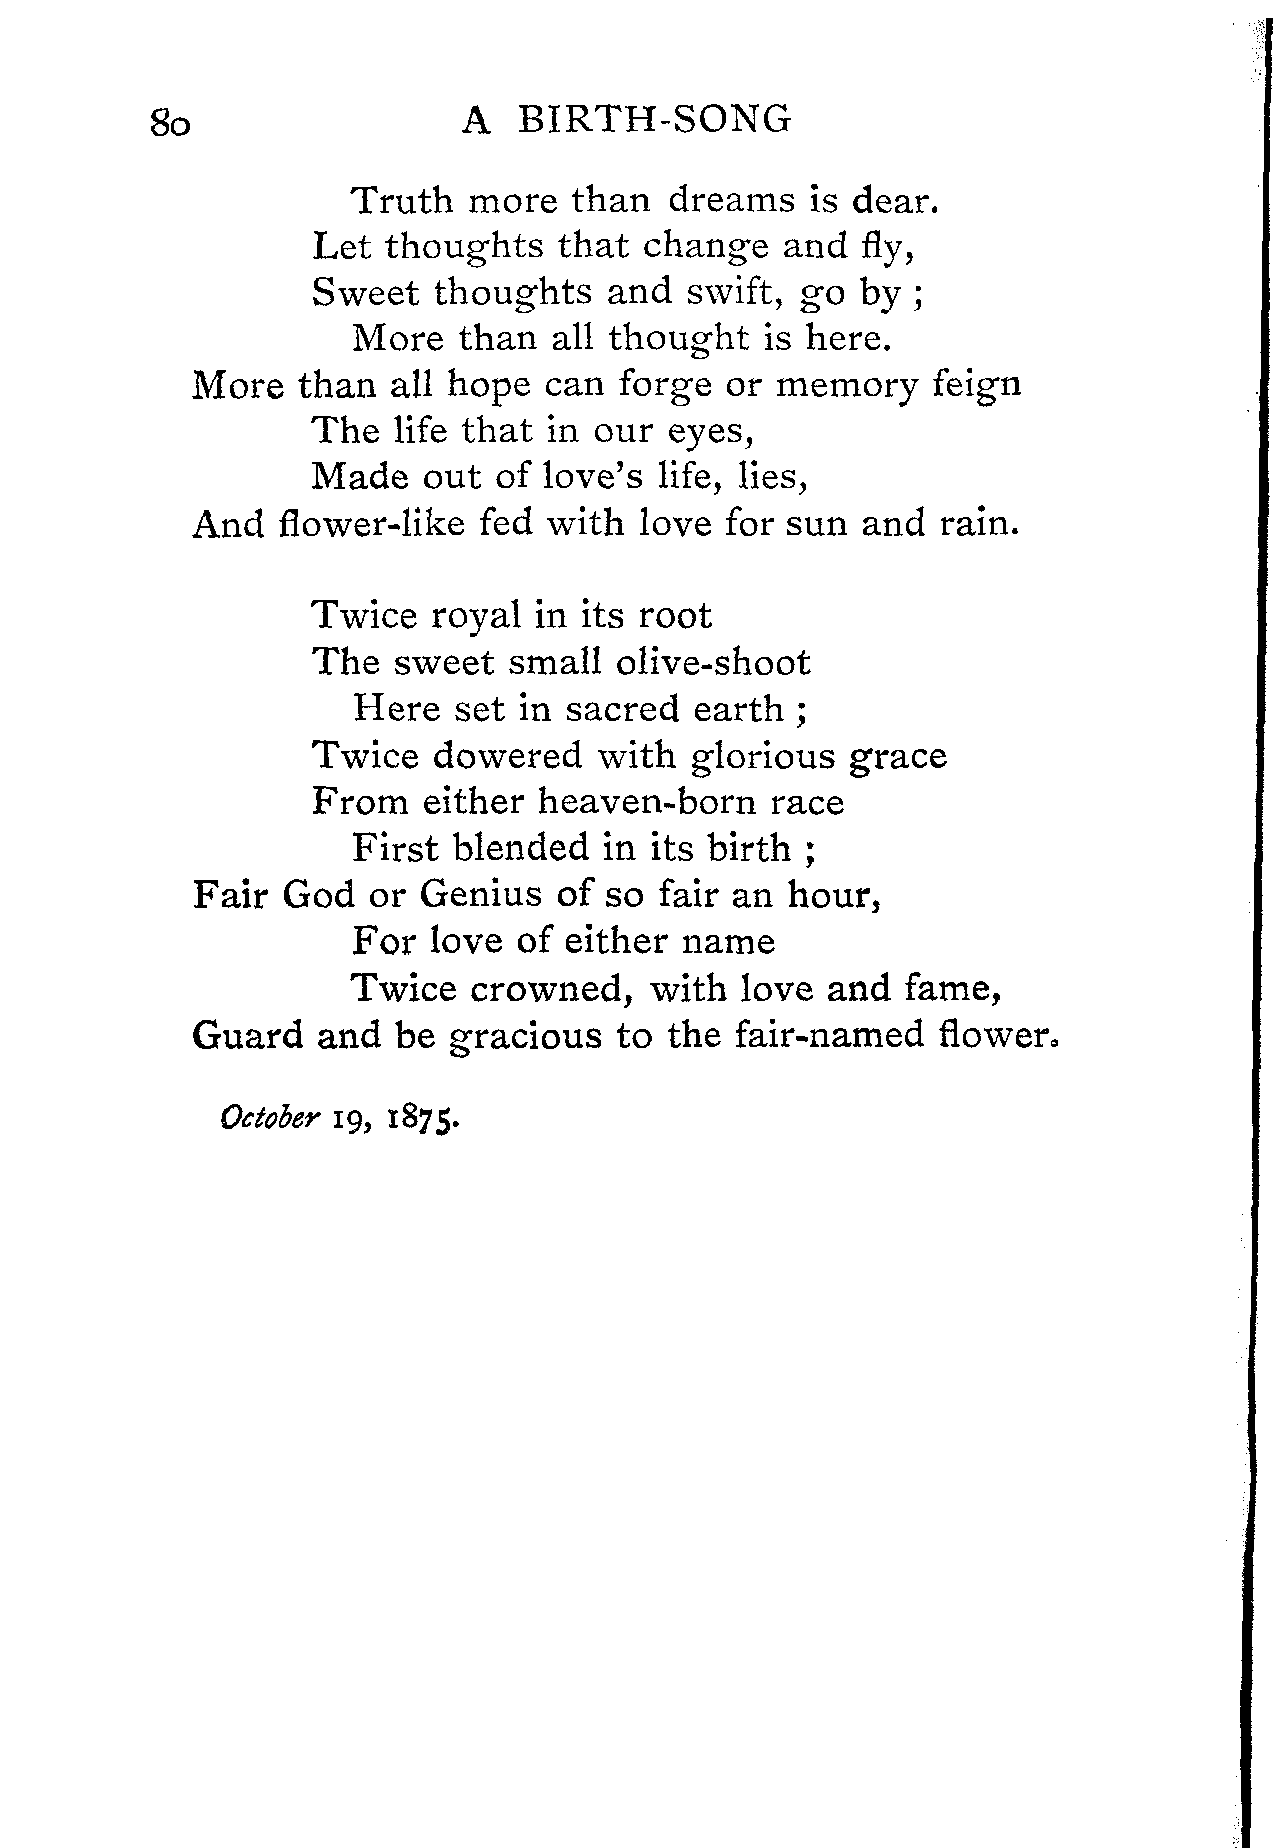 80 A BIRTH-SONG
Truth more than dreams is dear.
Let thoughts that change and fly,
Sweet thoughts and swift, go by ;
More than all thought is here.
More than all hope can forge or memory feign
The life that in our eyes,
Made out of love's life, lies,
And flower-like fed with love for sun and rain.
Twice royal in its root
The sweet small olive-shoot
Here set in sacred earth ;
Twice dowered with glorious grace
From either heaven-born race
First blended in its birth ;
Fair God or Genius of so fair an hour,
For love of either name
Twice crowned, with love and fame,
Guard and be gracious to the fair-named flower.
October 19, 1875.